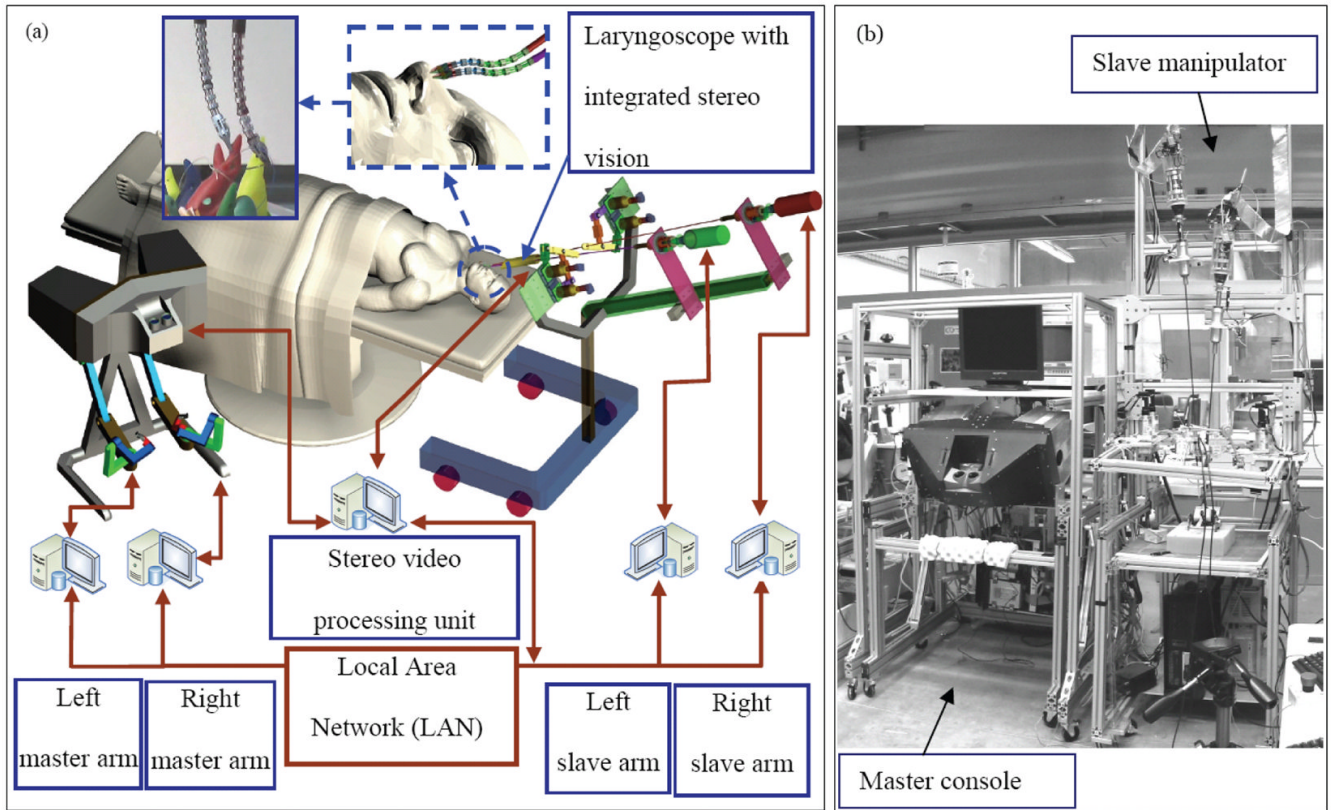 (a)
Laryngoscope with
integrated stereo
vision
Stereo video
processing unit
Local Area
Network (LAN)
Left
master arm
Right
master arm
Left
slave arm
Right
slave arm
(b)
Slave manipulator
Master console